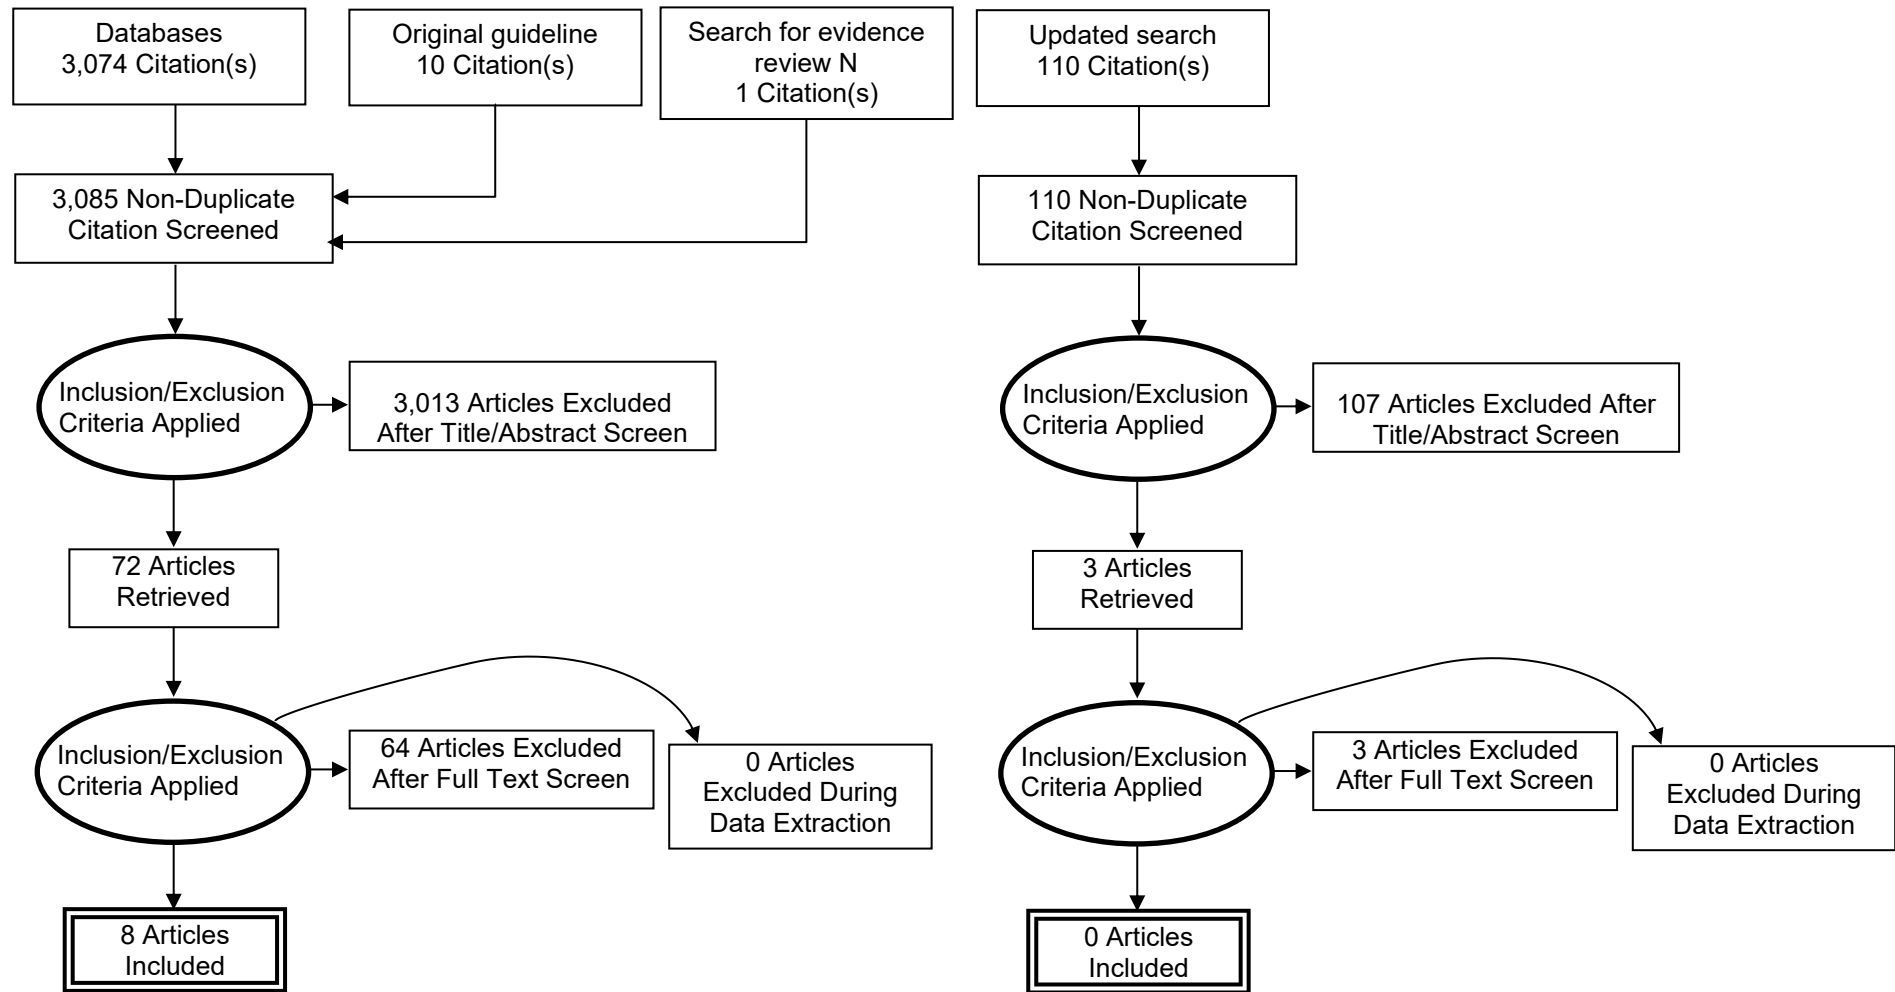 Databases
3,074 Citation(s)
Original guideline
10 Citation(s)
Search for evidence
review N
1 Citation(s)
Updated search
110 Citation(s)
3,085 Non-Duplicate
Citation Screened
110 Non-Duplicate
Citation Screened
Inclusion/Exclusion
Criteria Applied
3,013 Articles Excluded
After Title/Abstract Screen
Inclusion/Exclusion
Criteria Applied
107 Articles Excluded After
Title/Abstract Screen
72 Articles
Retrieved
3 Articles
Retrieved
Inclusion/Exclusion
Criteria Applied
64 Articles Excluded
After Full Text Screen
0 Articles
Excluded During
Data Extraction
Inclusion/Exclusion
Criteria Applied
3 Articles Excluded
After Full Text Screen
0 Articles
Excluded During
Data Extraction
8 Articles
Included
0 Articles
Included